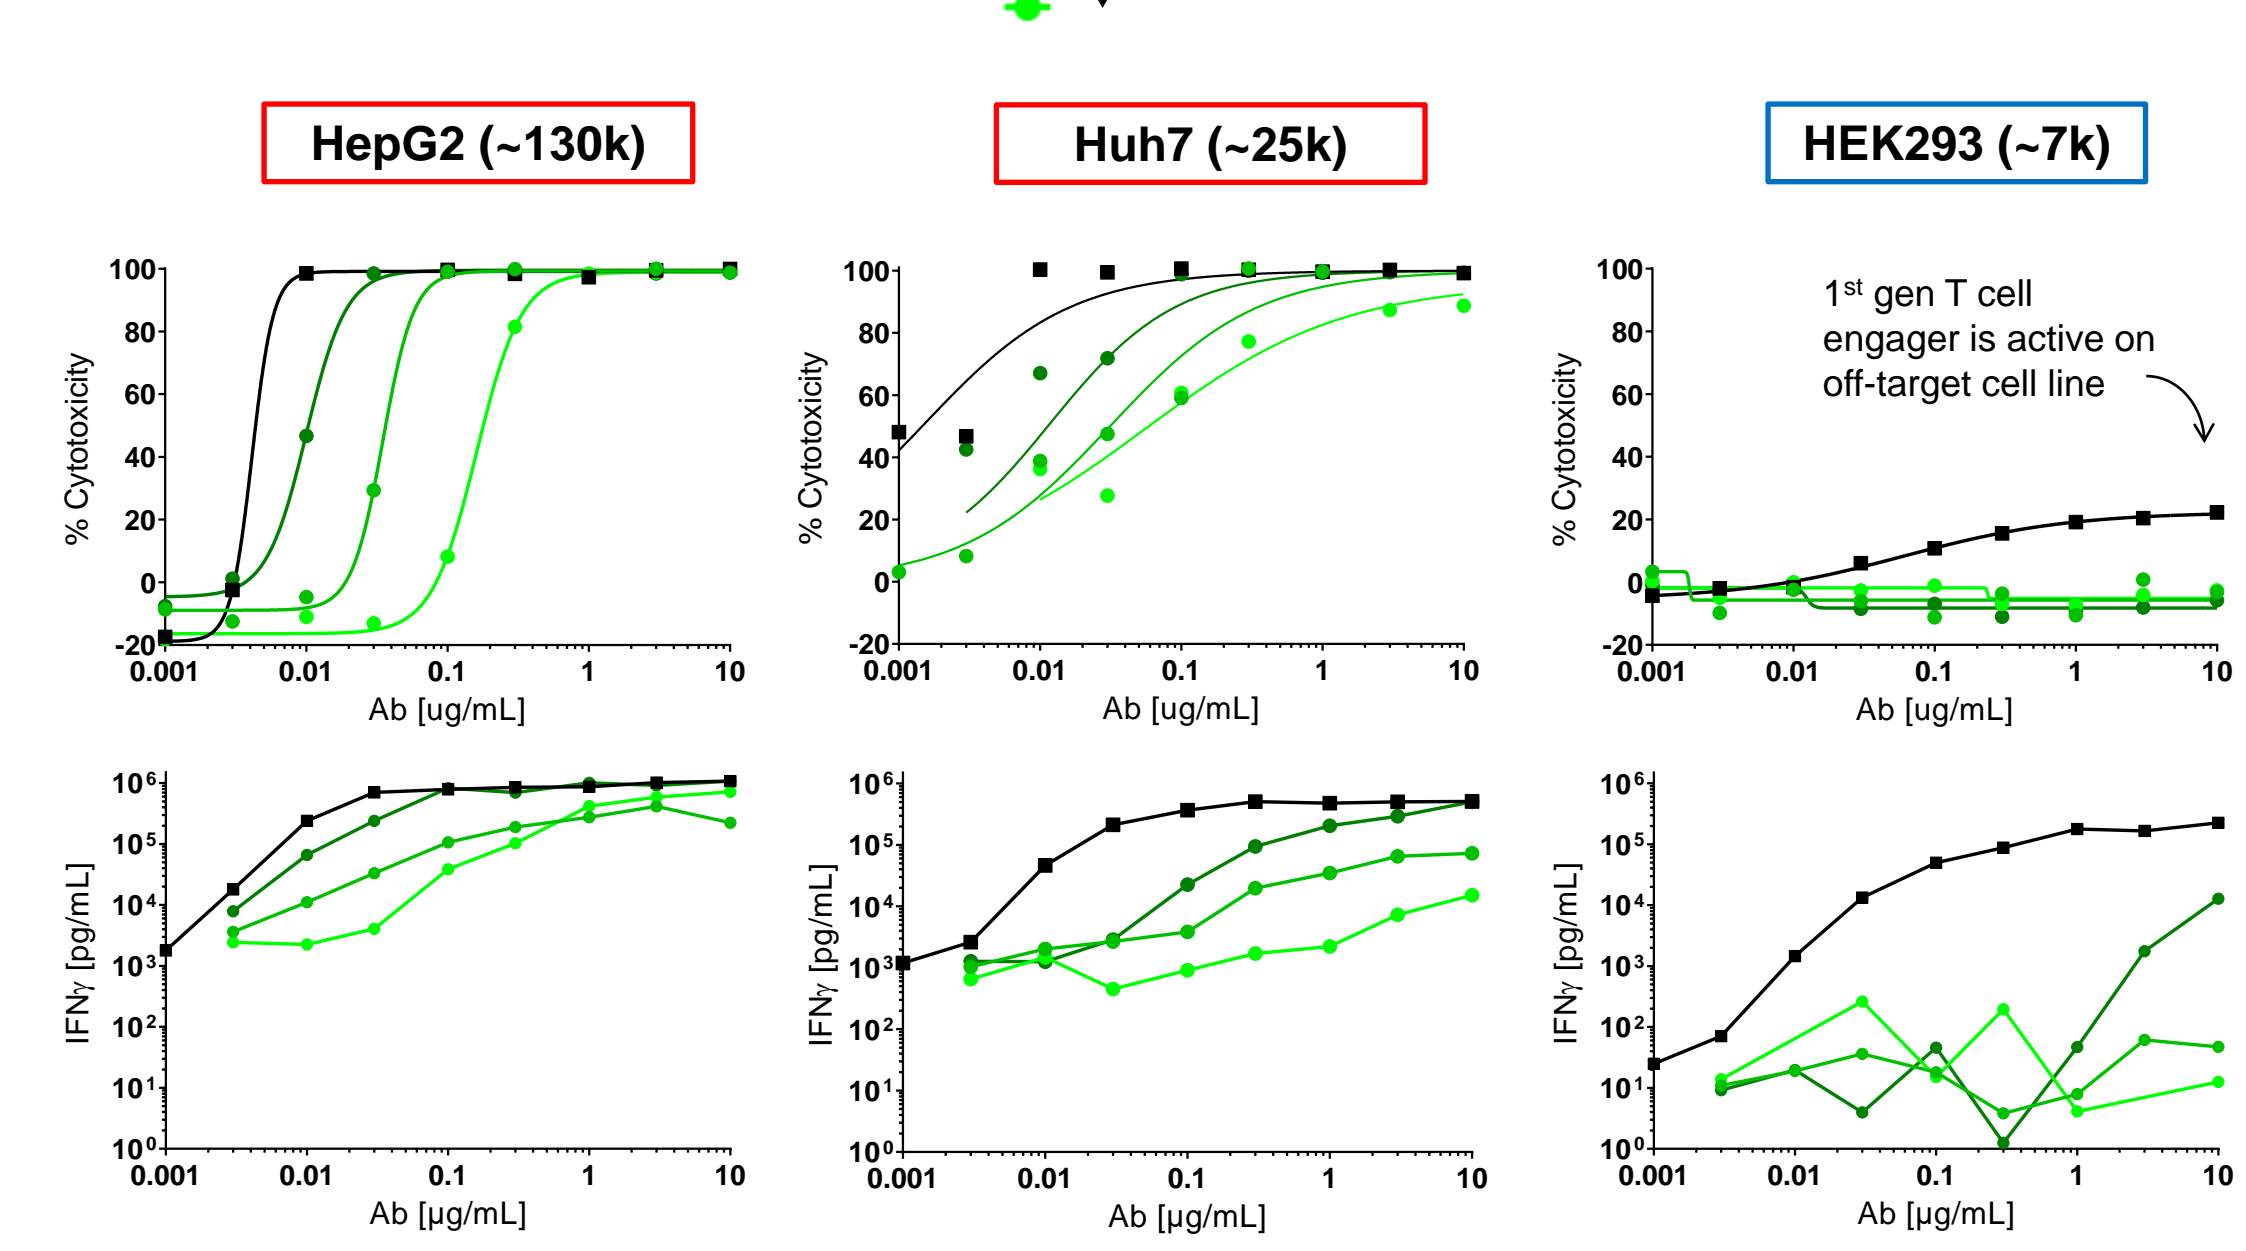 HepG2 (~130k)
Huh7 (~25k)
HEK293 (~7k)
100
80
60
40
20
0
-20
% Cytotoxicity
0.001 0.01 0.1 1 10
Ab [ug/mL]
100
80
60
40
20
0
-20
% Cytotoxicity
0.001 0.01 0.1 1 10
Ab [ug/mL]
100
80
60
40
20
0
-20
% Cytotoxicity
1st gen T cell
engager is active on
off-target cell line
0.001 0.01 0.1 1 10
Ab [ug/mL]
10⁶
10⁵
10⁴
10³
10²
10¹
10⁰
IFNγ [pg/mL]
0.001 0.01 0.1 1 10
Ab [µg/mL]
10⁶
10⁵
10⁴
10³
10²
10¹
10⁰
IFNγ [pg/mL]
0.001 0.01 0.1 1 10
Ab [µg/mL]
10⁶
10⁵
10⁴
10³
10²
10¹
10⁰
IFNγ [pg/mL]
0.001 0.01 0.1 1 10
Ab [µg/mL]